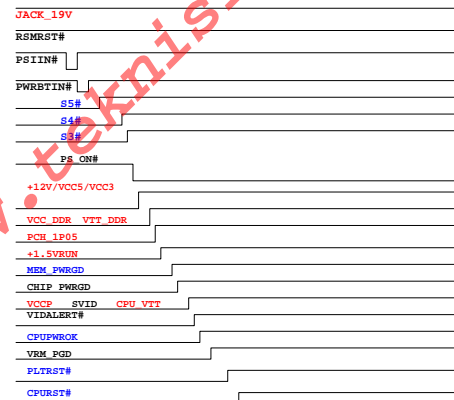 JACK_19V
RSMRST#
PSIIN#
PWRBTIN#
S5#
S4#
S3#
PS_ON#
+12V/VCC5/VCC3
VCC_DDR VTT_DDR
PCH_1P05
+1.5VRUN
MEM_PWRGD
CHIP_PWRGD
VCCP SVID CPU_VTT
VIDALERT#
CPUPWROK
VRM_PGD
PLTRST#
CPURST#
.teknis